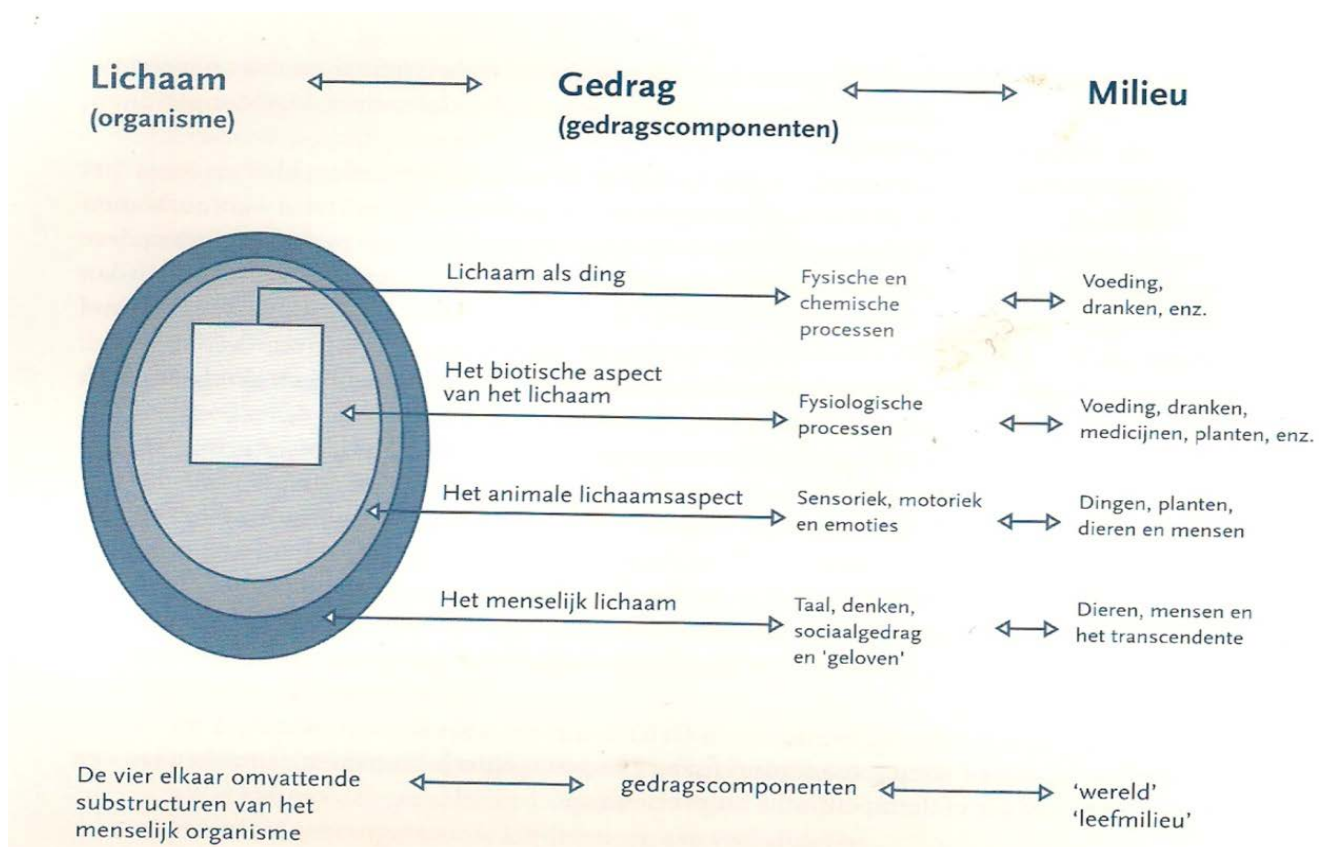 Lichaam
(organisme)
Gedrag
(gedragscomponenten)
Milieu
Lichaam als ding
Fysische en
chemische
processen
Voeding,
dranken, enz.
Het biotische aspect
van het lichaam
Fysiologische
processen
Voeding, dranken,
medicijnen, planten, enz.
Het animale lichaamsaspect
Sensoriek, motoriek
en emoties
Dingen, planten,
dieren en mensen
Het menselijk lichaam
Taal, denken,
sociaalgedrag
en 'geloven'
Dieren, mensen en
het transcendente
De vier elkaar omvattende
substructuren van het
menselijk organisme
gedragscomponenten
'wereld'
'leefmilieu'